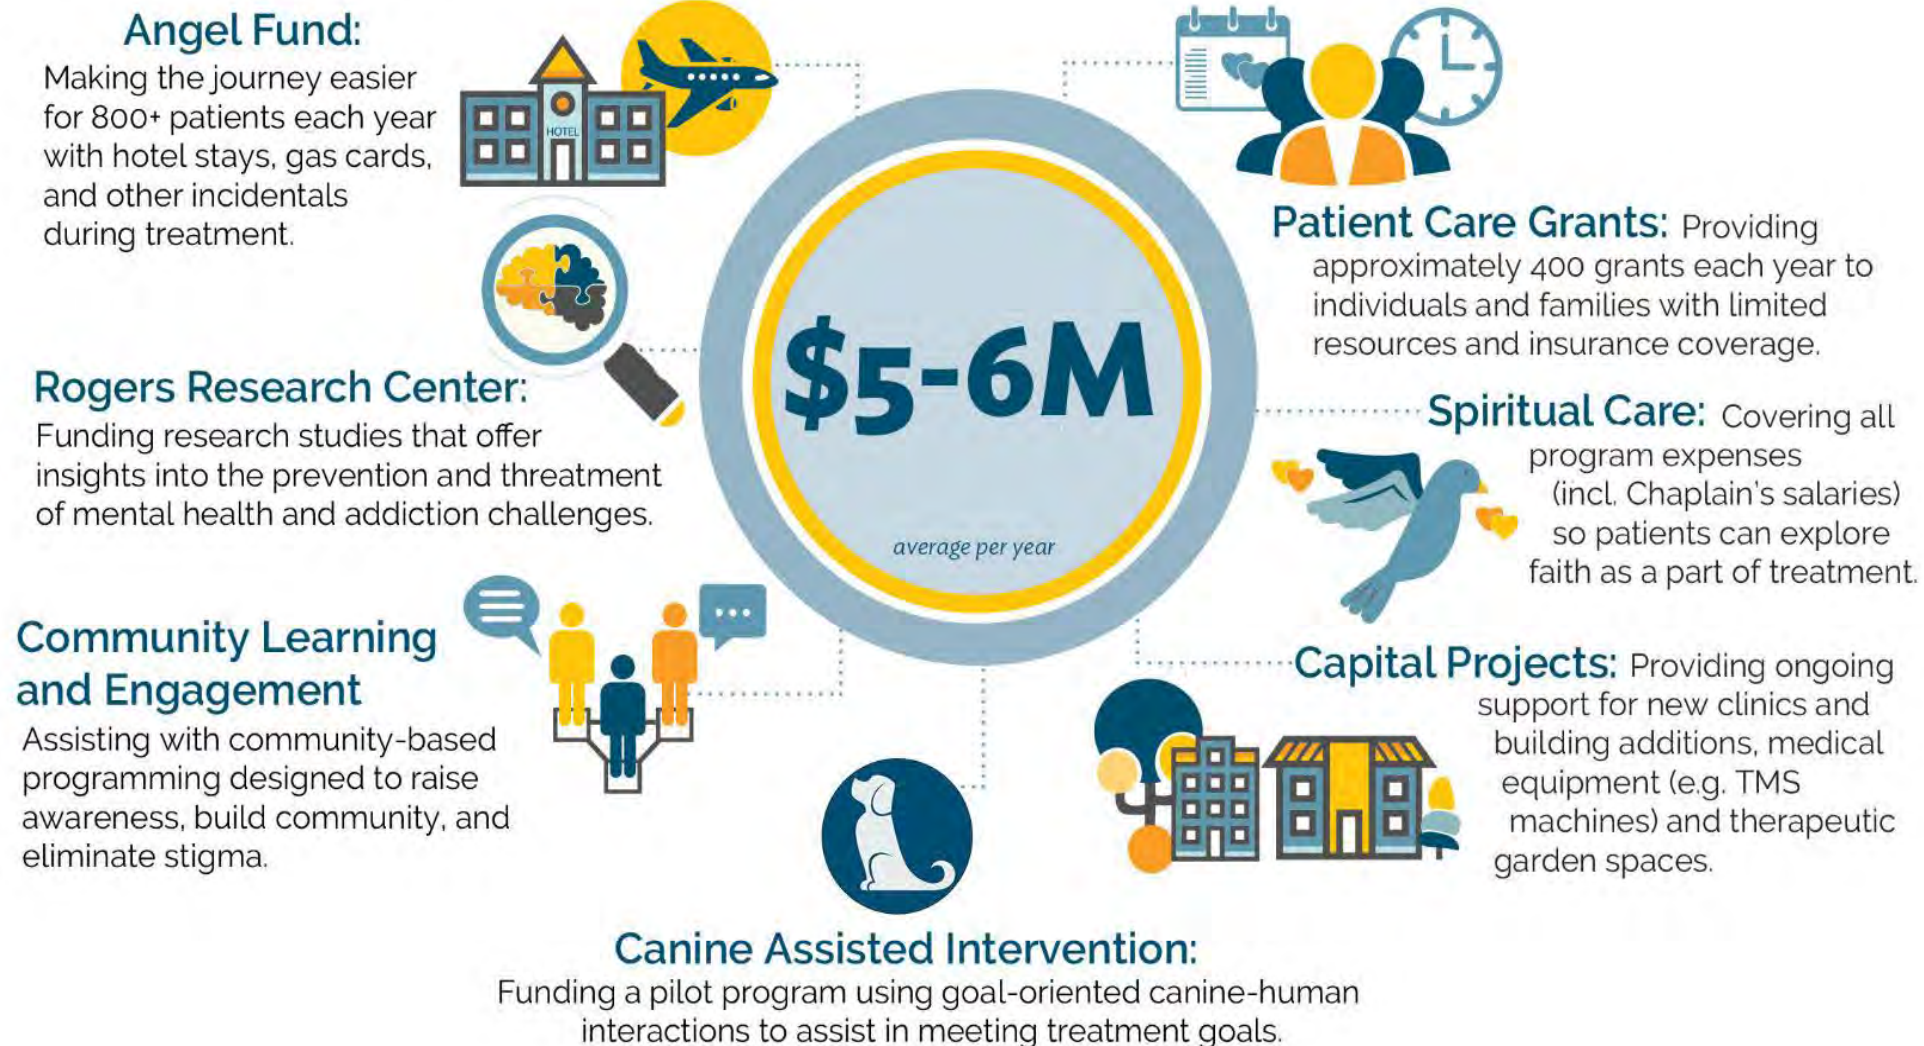 Angel Fund:
Making the journey easier
for 800+ patients each year
with hotel stays, gas cards,
and other incidentals
during treatment.
HOTEL
Rogers Research Center:
Funding research studies that offer
insights into the prevention and threatment
of mental health and addiction challenges.
Community Learning
and Engagement
Assisting with community-based
programming designed to raise
awareness, build community, and
eliminate stigma.
$5-6M
average per year
Patient Care Grants: Providing
approximately 400 grants each year to
individuals and families with limited
resources and insurance coverage.
Spiritual Care: Covering all
program expenses
(incl. Chaplain's salaries)
so patients can explore
faith as a part of treatment.
Capital Projects: Providing ongoing
support for new clinics and
building additions, medical
equipment (e.g. TMS
machines) and therapeutic
garden spaces.
Canine Assisted Intervention:
Funding a pilot program using goal-oriented canine-human
interactions to assist in meeting treatment goals.